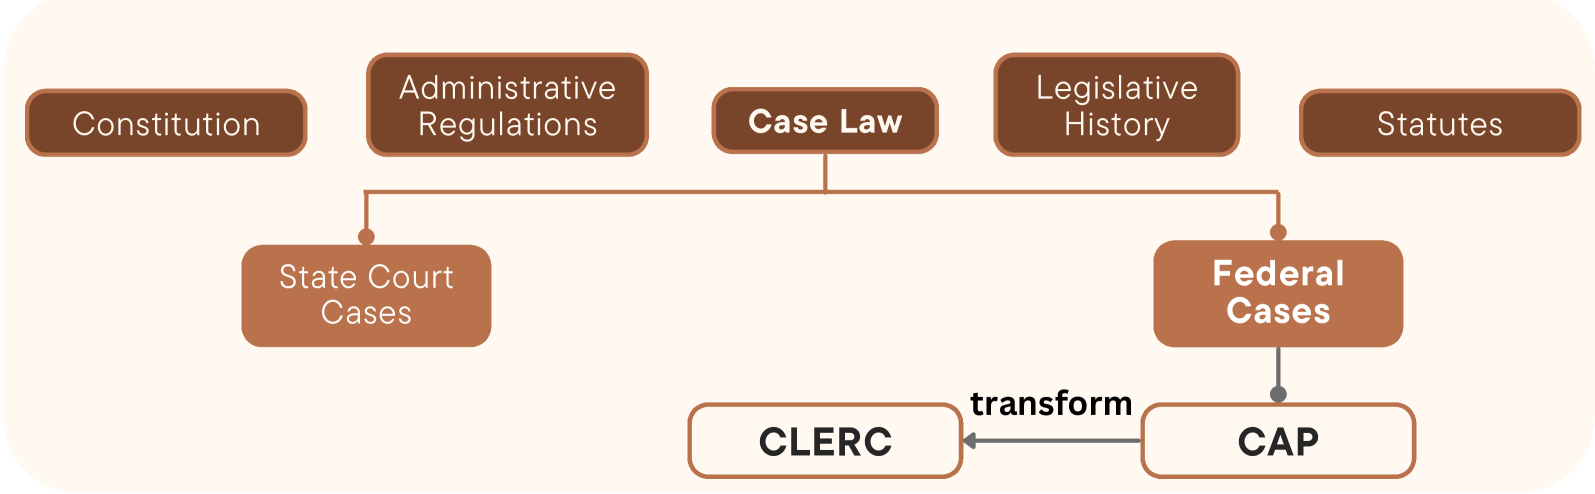 Constitution
Administrative
Regulations
Case Law
Legislative
History
Statutes
State Court
Cases
Federal
Cases
transform
CLERC
CAP